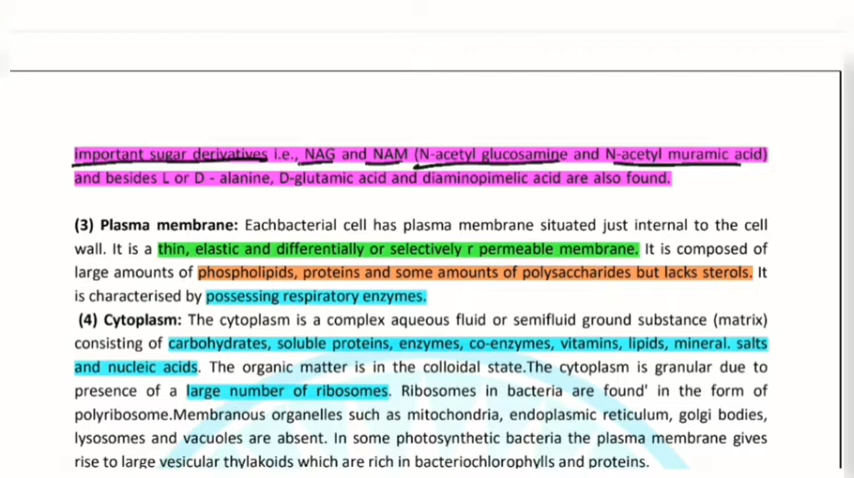 important sugar derivatives i.e., NAG and NAM (N-acetyl glucosamine and N-acetyl muramic acid)
and besides L or D - alanine, D-glutamic acid and diaminopimelic acid are also found.
(3) Plasma membrane: Eachbacterial cell has plasma membrane situated just internal to the cell
wall. It is a thin, elastic and differentially or selectively r permeable membrane. It is composed of
large amounts of phospholipids, proteins and some amounts of polysaccharides but lacks sterols. It
is characterised by possessing respiratory enzymes.
(4) Cytoplasm: The cytoplasm is a complex aqueous fluid or semifluid ground substance (matrix)
consisting of carbohydrates, soluble proteins, enzymes, co-enzymes, vitamins, lipids, mineral. salts
and nucleic acids. The organic matter is in the colloidal state.The cytoplasm is granular due to
presence of a large number of ribosomes. Ribosomes in bacteria are found' in the form of
polyribosome.Membranous organelles such as mitochondria, endoplasmic reticulum, golgi bodies,
lysosomes and vacuoles are absent. In some photosynthetic bacteria the plasma membrane gives
rise to large vesicular thylakoids which are rich in bacteriochlorophylls and proteins.